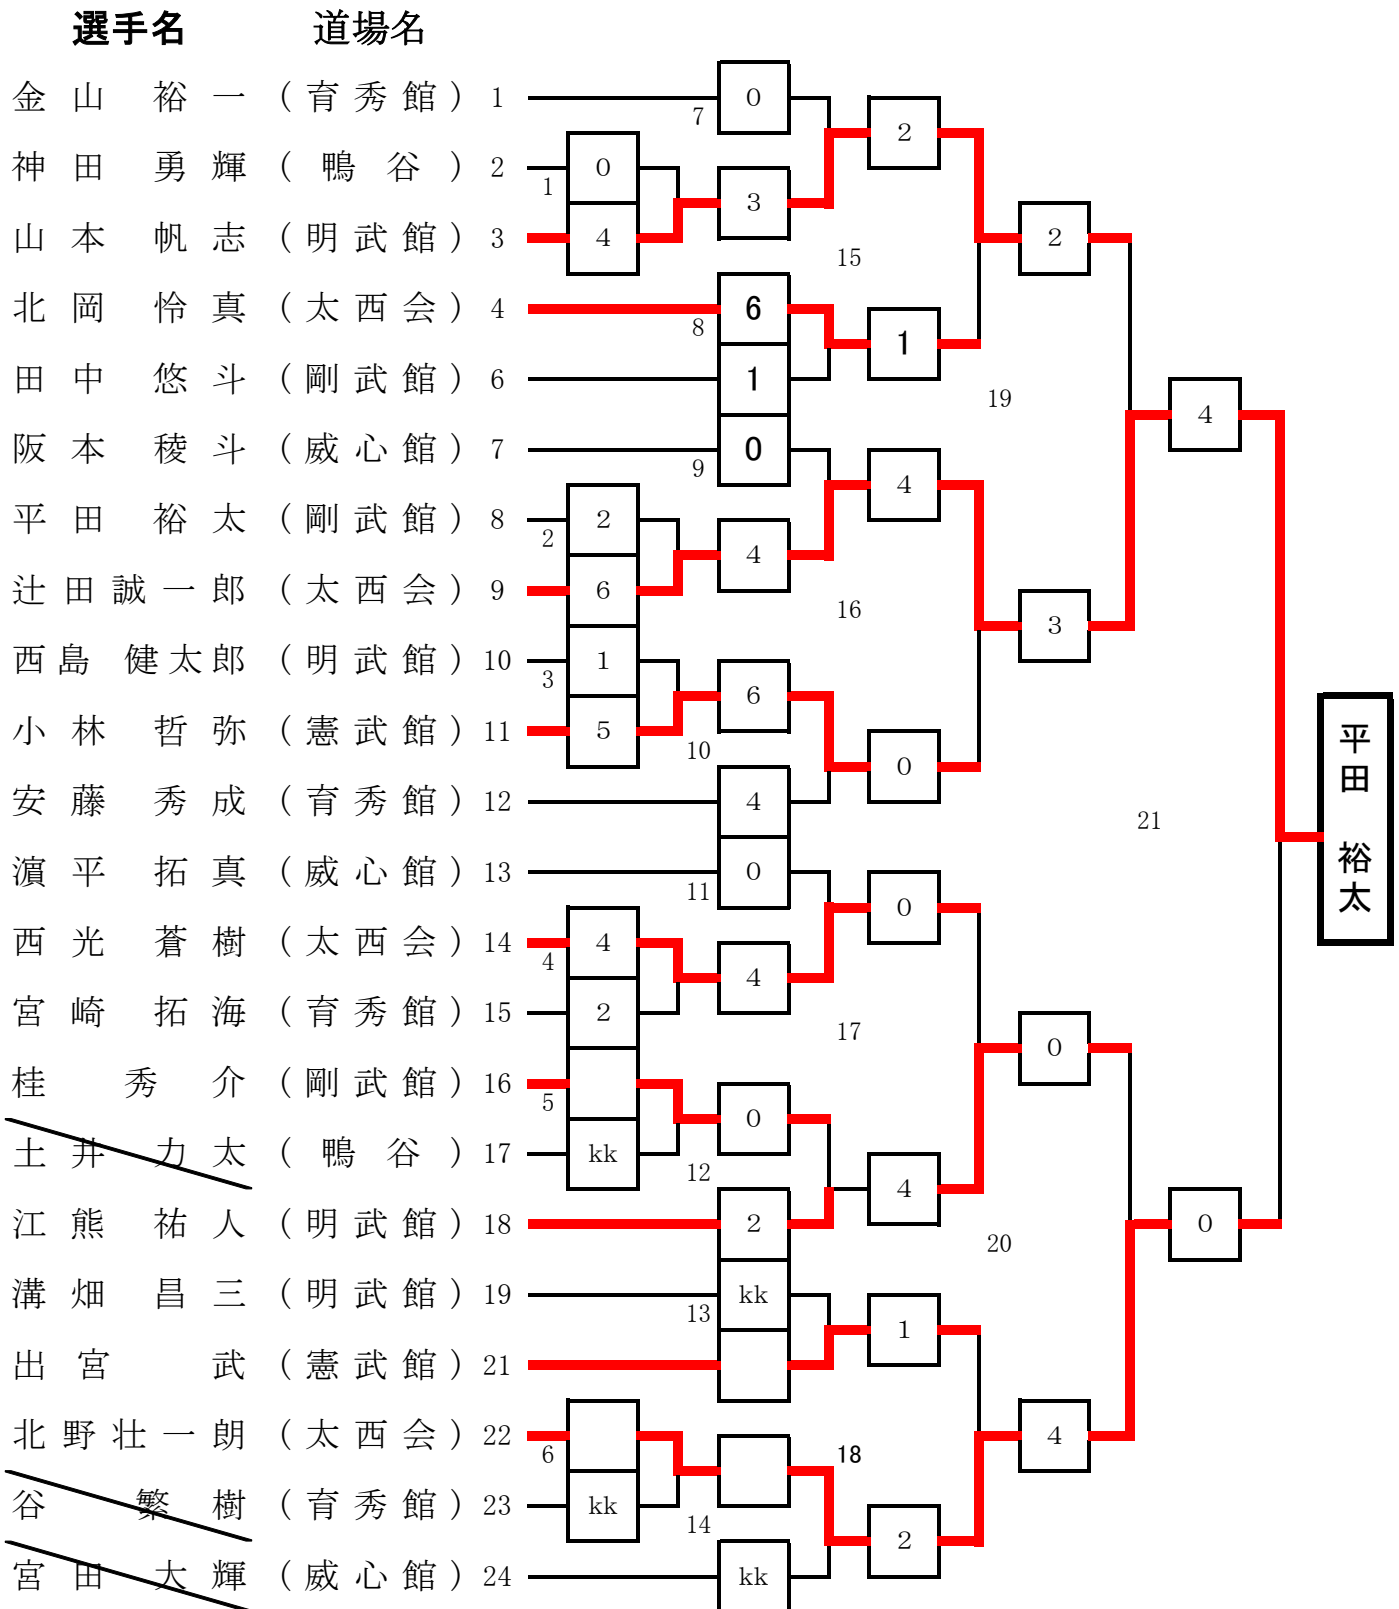 選手名 道場名
金山 裕一 (育秀館) 1 7 0 2
神田 勇輝 (鴨谷) 2 1 0 3
山本 帆志 (明武館) 3 4 15 2
北岡 怜真 (太西会) 4 8 6 1
田中 悠斗 (剛武館) 6 1 19 4
阪本 稜斗 (威心館) 7 9 0 4
平田 裕太 (剛武館) 8 2 2 4
辻田誠一郎 (太西会) 9 6 16 3
西島 健太郎 (明武館) 10 3 1 6
小林 哲弥 (憲武館) 11 5 10 0
安藤 秀成 (育秀館) 12 4 21
平田 裕太
濵平 拓真 (威心館) 13 11 0 0
西光 蒼樹 (太西会) 14 4 4 4
宮崎 拓海 (育秀館) 15 2 17 0
桂 秀介 (剛武館) 16 5 0
土井 力太 (鴨谷) 17 kk 12 4
江熊 祐人 (明武館) 18 2 20 0
溝畑 昌三 (明武館) 19 13 kk 1
出宮 武 (憲武館) 21
北野壮一朗 (太西会) 22 6 18 4
谷 繁樹 (育秀館) 23 kk 14 2
宮田 大輝 (威心館) 24 kk